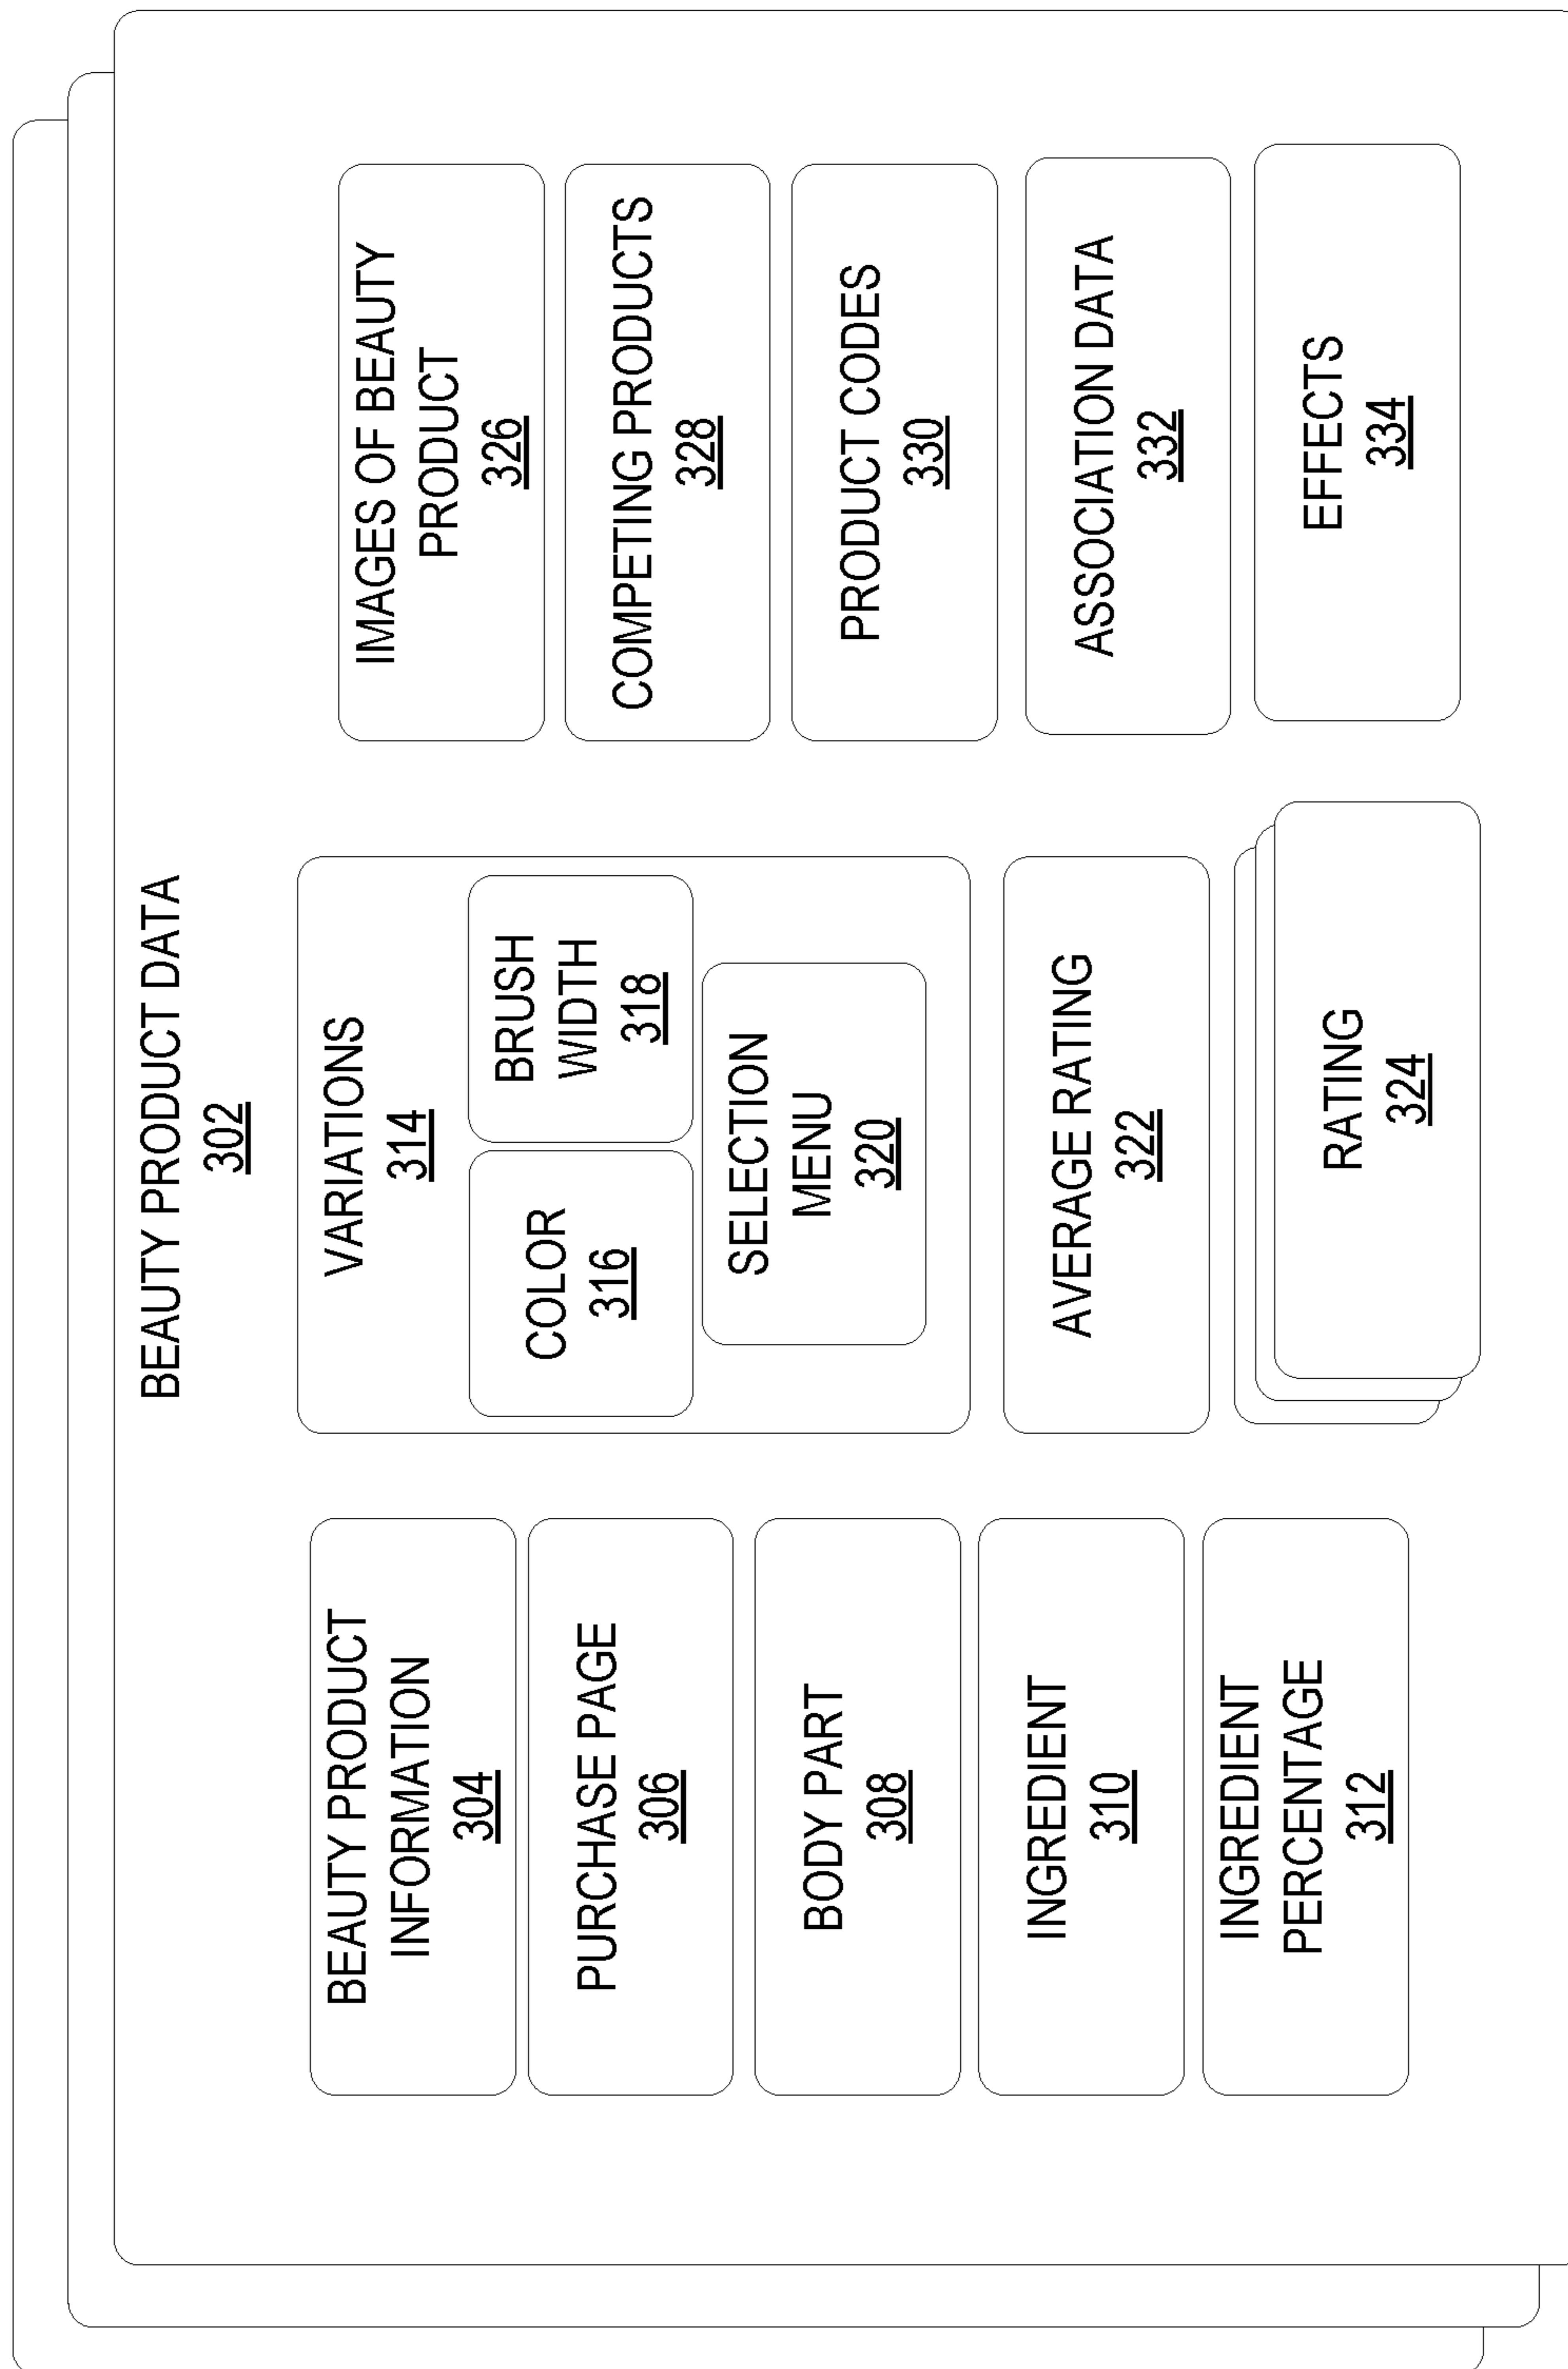 BEAUTY PRODUCT DATA
302
BEAUTY PRODUCT
INFORMATION
304
PURCHASE PAGE
306
BODY PART
308
INGREDIENT
310
INGREDIENT
PERCENTAGE
312
VARIATIONS
314
COLOR
316
BRUSH
WIDTH
318
SELECTION
MENU
320
AVERAGE RATING
322
RATING
324
IMAGES OF BEAUTY
PRODUCT
326
COMPETING PRODUCTS
328
PRODUCT CODES
330
ASSOCIATION DATA
332
EFFECTS
334